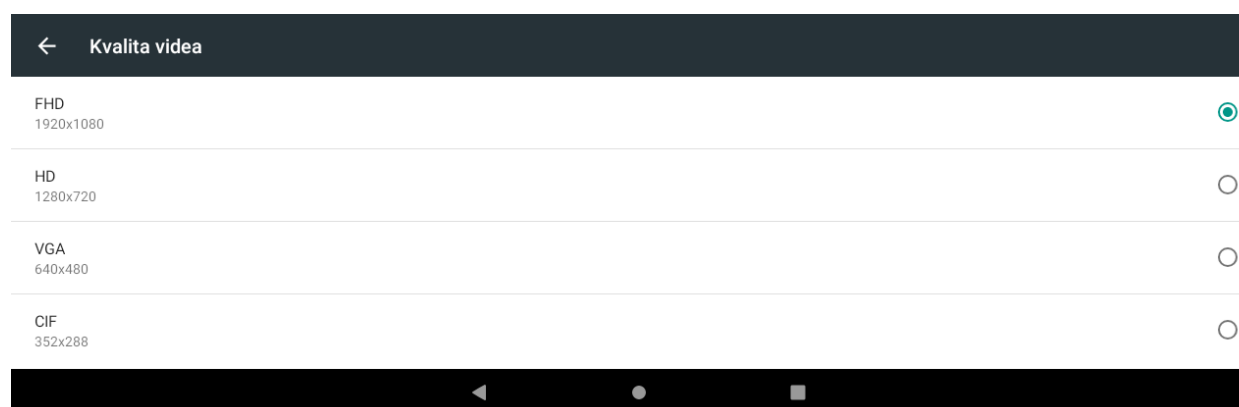 Kvalita videa
FHD
1920x1080
HD
1280x720
VGA
640x480
CIF
352x288